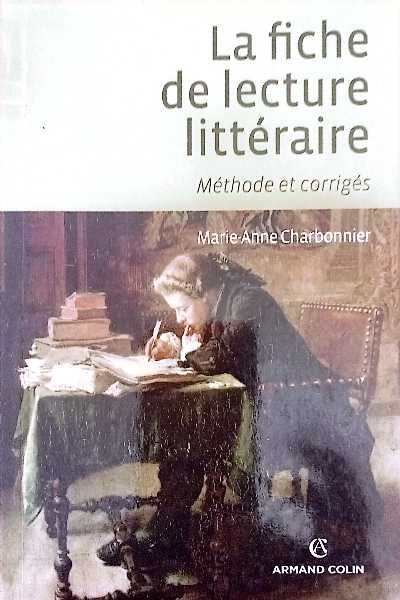 La fiche
de lecture
littéraire
Méthode et corrigés
Marie-Anne Charbonnier
ARMAND COLIN